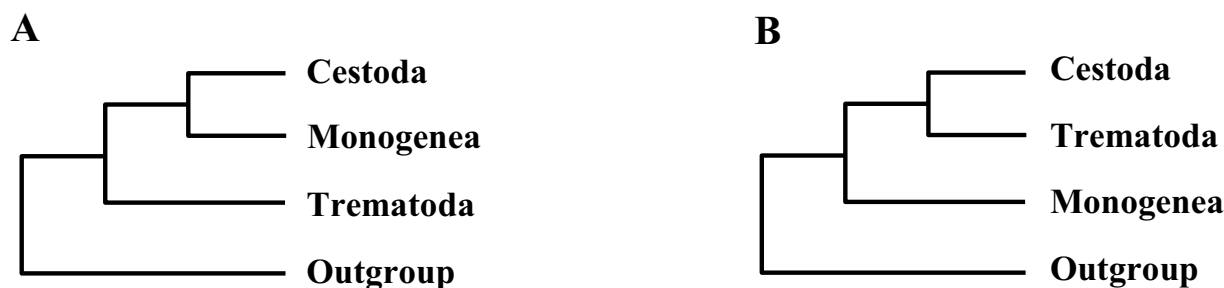 A
Cestoda
Monogenea
Trematoda
Outgroup
B
Cestoda
Trematoda
Monogenea
Outgroup